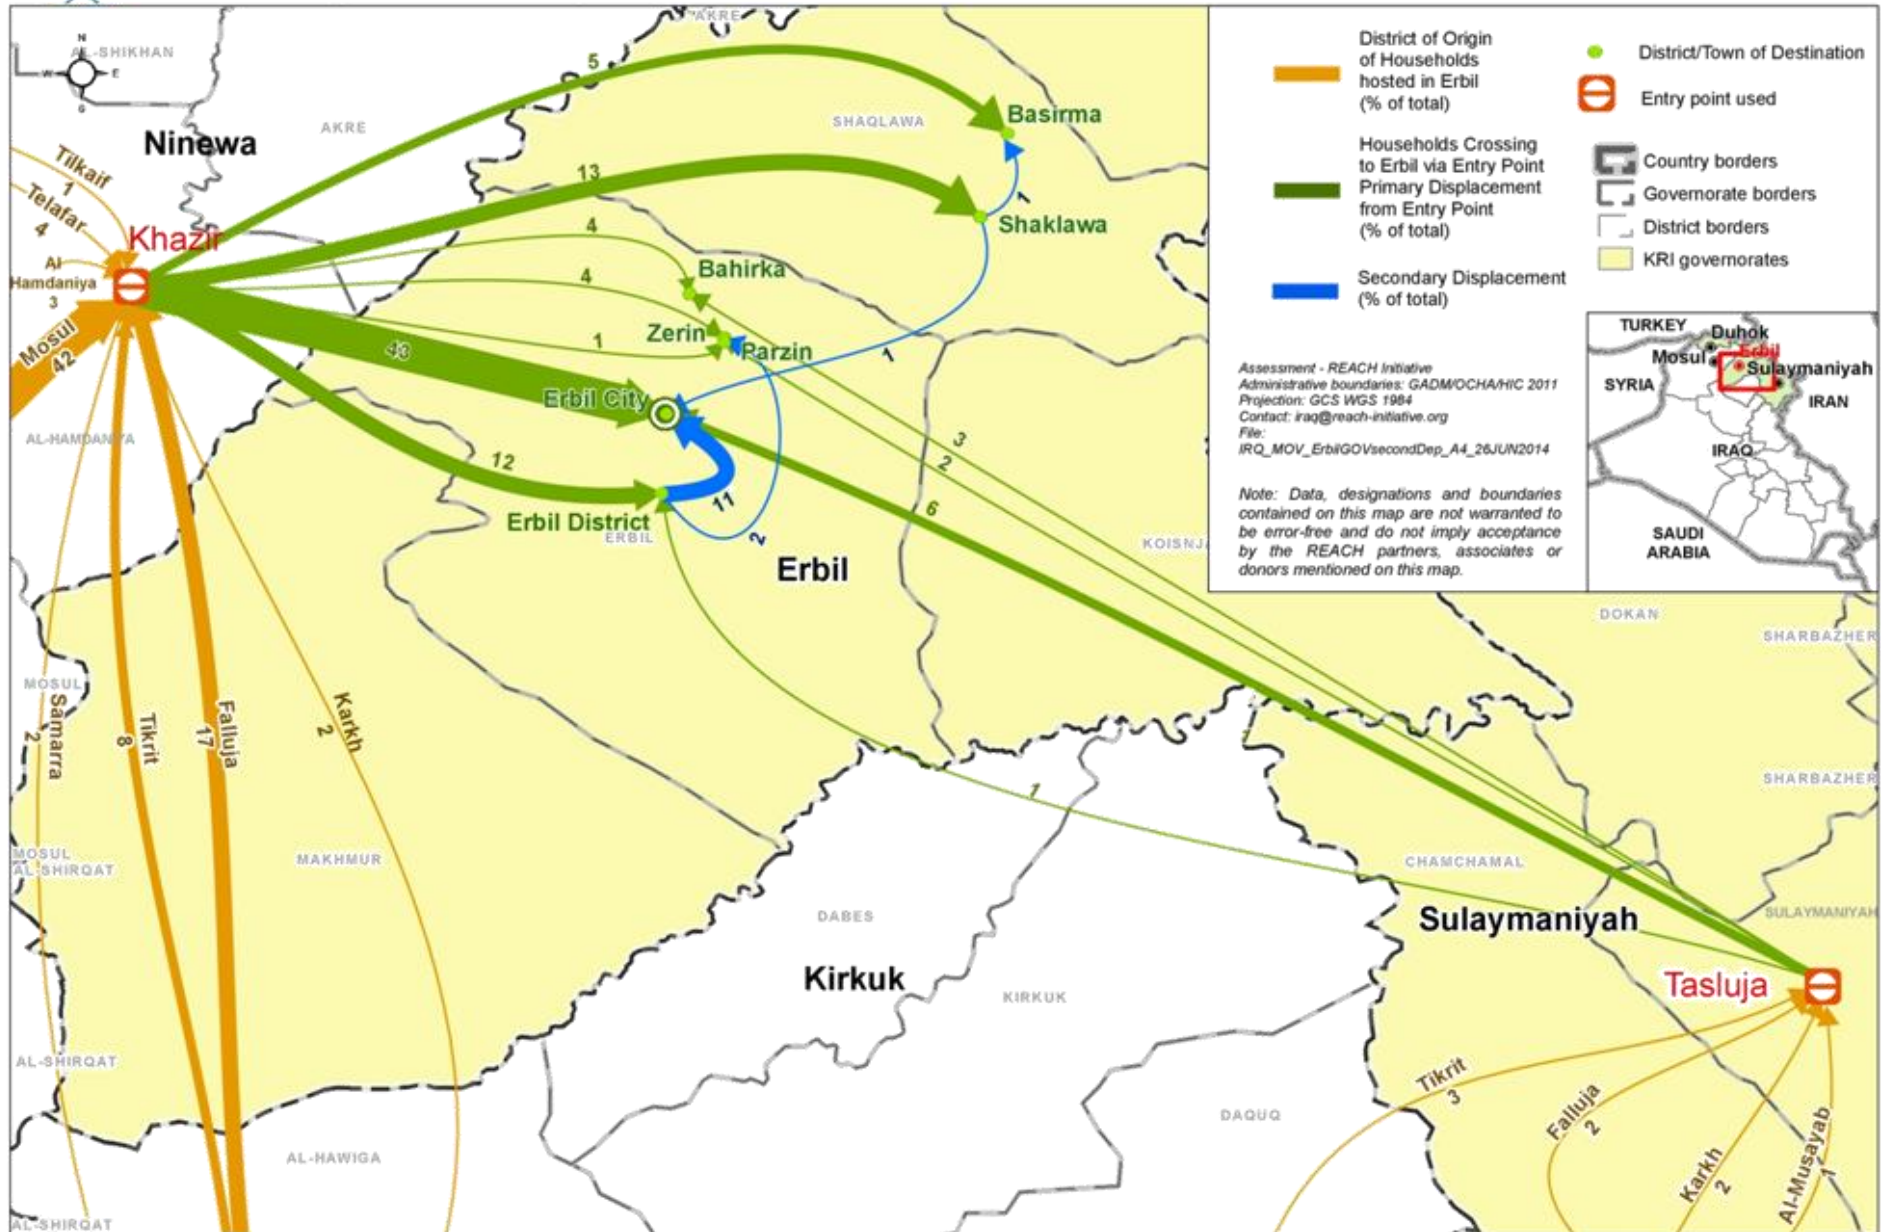 AKRE
N
W
E
G
AL-SHIKHAN
Ninewa
AKRE
SHAQLAWA
5
Basirma
13
1
Shaklawa
Tilkaif
1
Telafar
4
Khazir
Al
Hamdaniya
3
Mosul
42
4
Bahirka
4
Zerin
1
Parzin
43
1
Erbil City
AL-HAMDANIYA
12
11
3
2
6
Erbil District
ERBIL
2
Erbil
KOISNJA
MOSUL
Samarra
2
Tikrit
8
Falluja
17
Karkh
2
1
MOSUL
AL-SHIRQAT
MAKHMUR
DABES
Kirkuk
KIRKUK
AL-SHIRQAT
AL-HAWIGA
AL-SHIRQAT
DAQUQ
DOKAN
SHARBAZHER
SHARBAZHER
CHAMCHAMAL
Sulaymaniyah
SULAYMANIYAH
Tasluja
Tikrit
3
Falluja
2
Karkh
2
Al-Musayab
1
District of Origin
of Households
hosted in Erbil
(% of total)
Households Crossing
to Erbil via Entry Point
Primary Displacement
from Entry Point
(% of total)
Secondary Displacement
(% of total)
District/Town of Destination
Entry point used
Country borders
Governorate borders
District borders
KRI governorates
Assessment - REACH Initiative
Administrative boundaries: GADM/OCHA/HIC 2011
Projection: GCS WGS 1984
Contact: iraq@reach-initiative.org
File:
IRQ_MOV_ErbilGOVsecondDep_A4_26JUN2014
Note: Data, designations and boundaries
contained on this map are not warranted to
be error-free and do not imply acceptance
by the REACH partners, associates or
donors mentioned on this map.
TURKEY
Duhok
Mosul
Erbil
Sulaymaniyah
SYRIA
IRAN
IRAQ
SAUDI
ARABIA